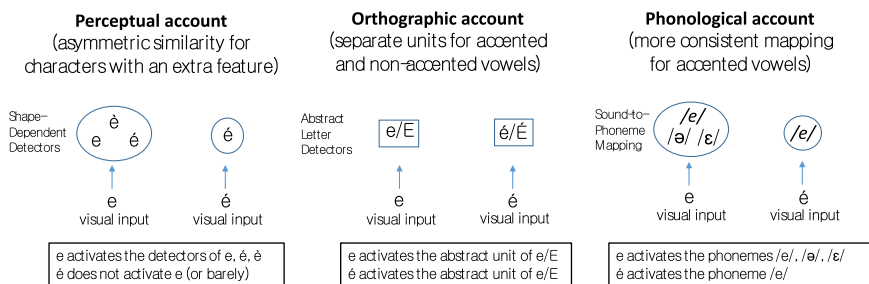 Perceptual account
(asymmetric similarity for
characters with an extra feature)
Shape-
Dependent
Detectors
è
e é
é
e
visual input
é
visual input
e activates the detectors of e, é, è
é does not activate e (or barely)
Orthographic account
(separate units for accented
and non-accented vowels)
Abstract
Letter
Detectors
e/E
é/É
e
visual input
é
visual input
e activates the abstract unit of e/E
é activates the abstract unit of e/E
Phonological account
(more consistent mapping
for accented vowels)
Sound-to-
Phoneme
Mapping
/e/
/ə/ /ɛ/
/e/
e
visual input
é
visual input
e activates the phonemes /e/, /ə/, /ɛ/
é activates the phoneme /e/